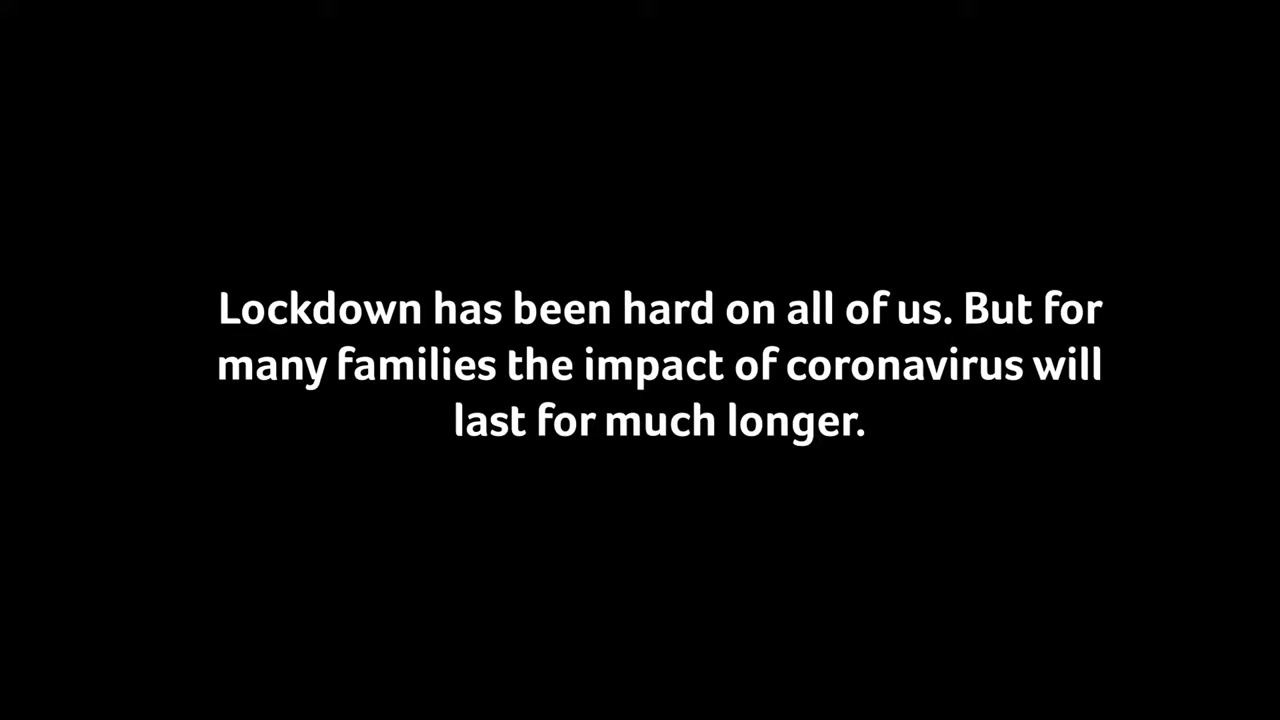 Lockdown has been hard on all of us. But for
many families the impact of coronavirus will
last for much longer.